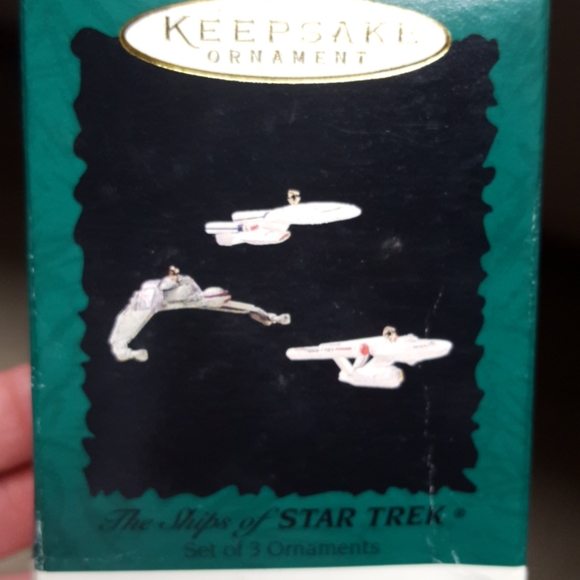 KEEPSAKE
ORNAMENT
The Ships of STAR TREK®
Set of 3 Ornaments